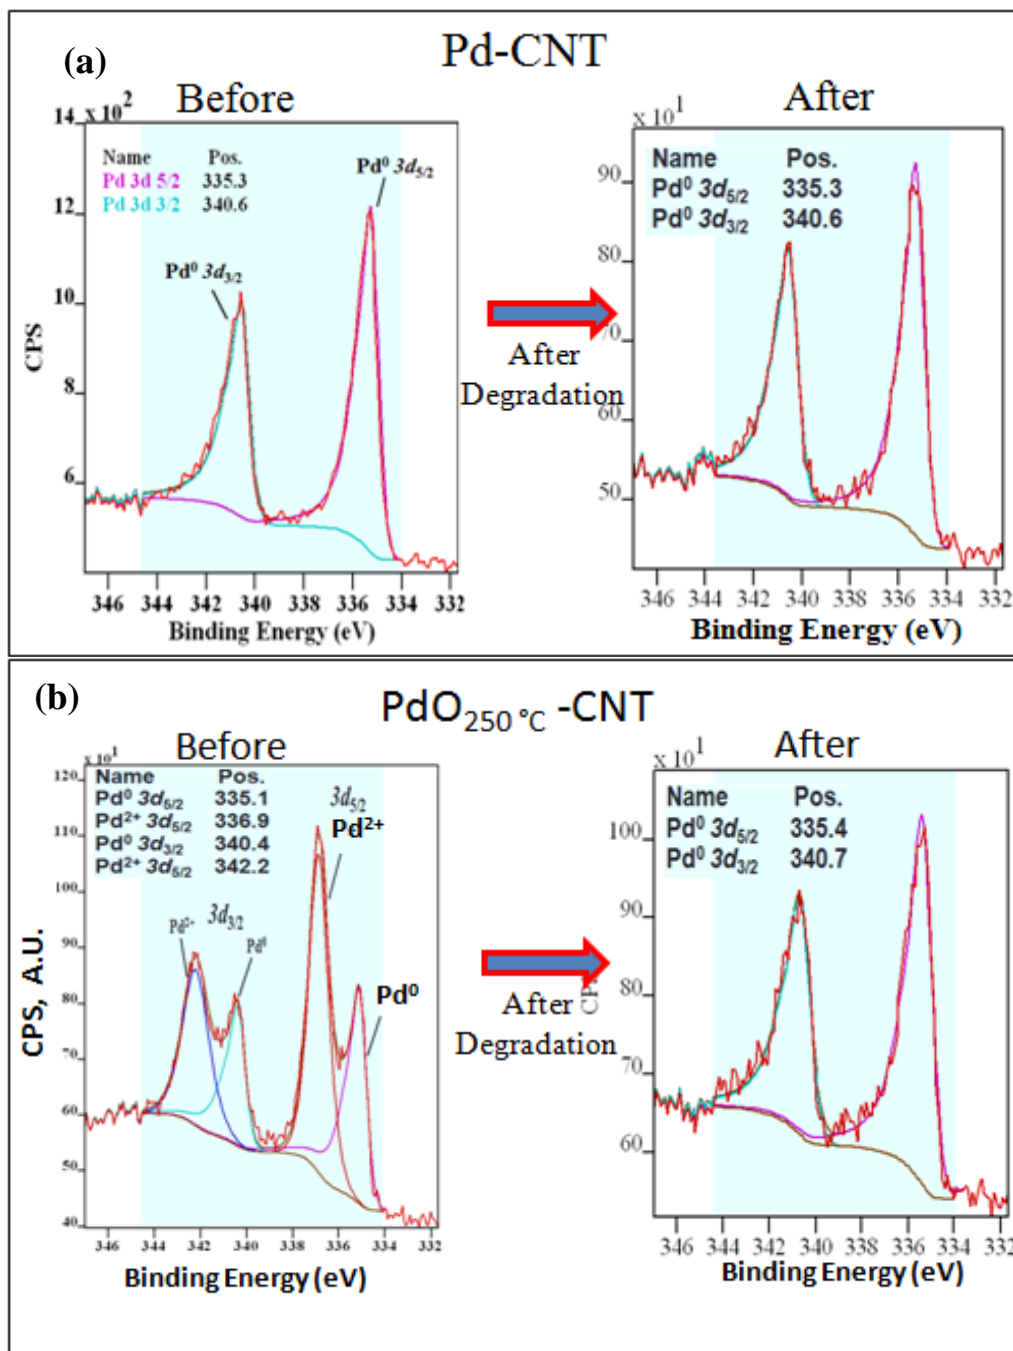 (a)
Pd-CNT
Before
After
14 x 10²
12
10
8
6
CPS
Name Pos.
Pd 3d 5/2 335.3
Pd 3d 3/2 340.6
Pd⁰ 3d₅/₂
Pd⁰ 3d₃/₂
346 344 342 340 338 336 334 332
Binding Energy (eV)
After
Degradation
x 10¹
90
80
70
60
50
Name Pos.
Pd⁰ 3d₅/₂ 335.3
Pd⁰ 3d₃/₂ 340.6
346 344 342 340 338 336 334 332
Binding Energy (eV)
(b)
PdO₂₅₀ °C -CNT
Before
After
x 10¹
120
110
100
90
80
70
60
50
40
CPS, A.U.
Name Pos.
Pd⁰ 3d₅/₂ 335.1
Pd²⁺ 3d₅/₂ 336.9
Pd⁰ 3d₃/₂ 340.4
Pd²⁺ 3d₅/₂ 342.2
3d₅/₂
Pd²⁺
Pd²⁺ 3d₃/₂ Pd⁰
Pd⁰
346 344 342 340 338 336 334 332
Binding Energy (eV)
After
Degradation
x 10¹
100
90
80
70
60
Name Pos.
Pd⁰ 3d₅/₂ 335.4
Pd⁰ 3d₃/₂ 340.7
346 344 342 340 338 336 334 332
Binding Energy (eV)